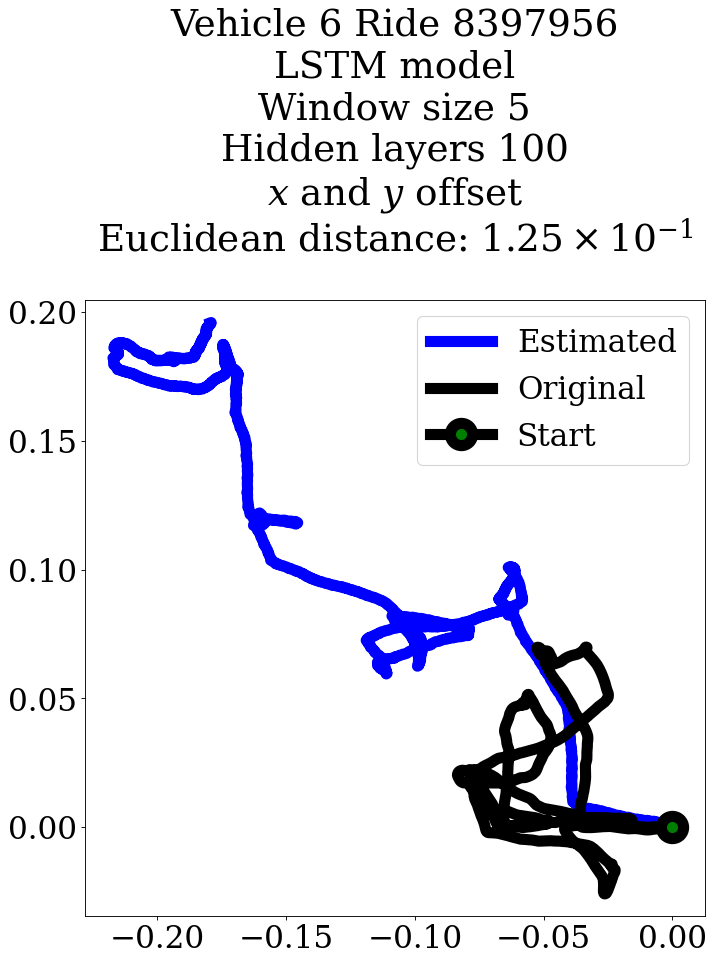 Vehicle 6 Ride 8397956
LSTM model
Window size 5
Hidden layers 100
x and y offset
Euclidean distance: 1.25 × 10⁻¹
Estimated
Original
Start
0.20
0.15
0.10
0.05
0.00
−0.20 −0.15 −0.10 −0.05 0.00